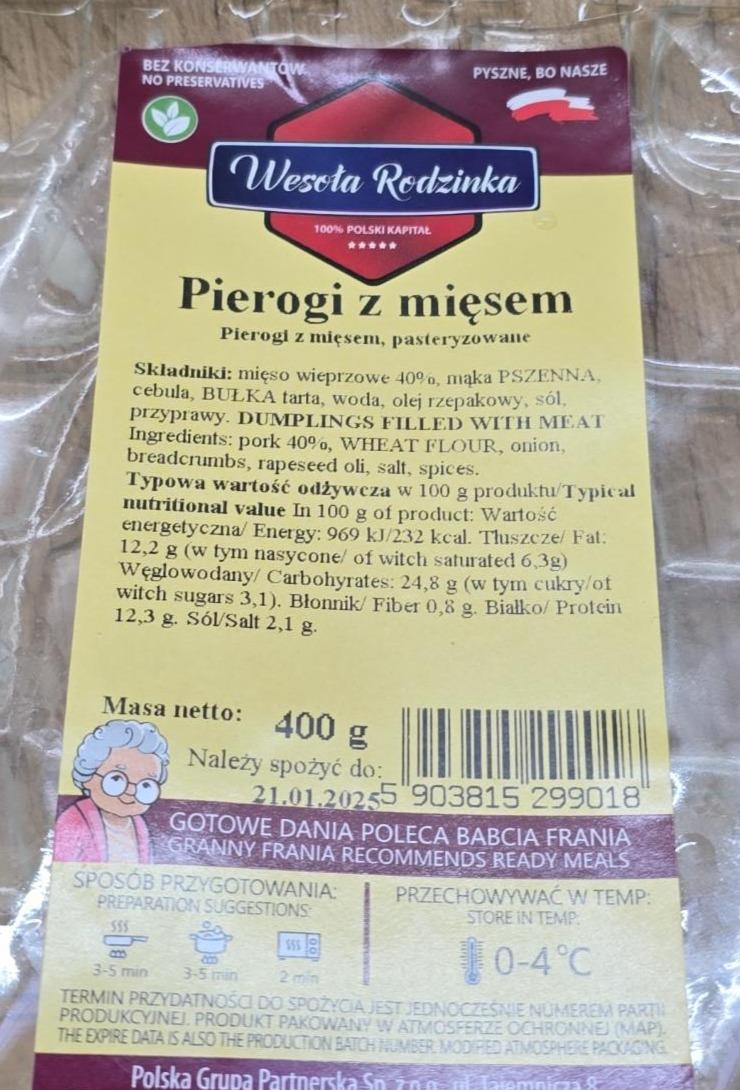 BEZ KONSERWANTÓW
NO PRESERVATIVES
PYSZNE, BO NASZE
Wesoła Rodzinka
100% POLSKI KAPITAŁ
Pierogi z mięsem
Pierogi z mięsem, pasteryzowane
Składniki: mięso wieprzowe 40%, mąka PSZENNA,
cebula, BUŁKA tarta, woda, olej rzepakowy, sól,
przyprawy. DUMPLINGS FILLED WITH MEAT
Ingredients: pork 40%, WHEAT FLOUR, onion,
breadcrumbs, rapeseed oli, salt, spices.
Typowa wartość odżywcza w 100 g produktu/Typical
nutritional value In 100 g of product: Wartość
energetyczna/ Energy: 969 kJ/232 kcal. Tłuszcze/ Fat:
12,2 g (w tym nasycone/ of witch saturated 6,3g)
Węglowodany/ Carbohyrates: 24,8 g (w tym cukry/of
witch sugars 3,1). Błonnik/ Fiber 0,8 g. Białko/ Protein
12,3 g. Sól/Salt 2,1 g.
Masa netto: 400 g
Należy spożyć do:
21.01.2025
5 903815 299018
GOTOWE DANIA POLECA BABCIA FRANIA
GRANNY FRANIA RECOMMENDS READY MEALS
SPOSÓB PRZYGOTOWANIA:
PREPARATION SUGGESTIONS:
3-5 min 3-5 min 2 min
PRZECHOWYWAĆ W TEMP:
STORE IN TEMP:
0-4°C
TERMIN PRZYDATNOŚCI DO SPOŻYCIA JEST JEDNOCZEŚNIE NUMEREM PARTII
PRODUKCYJNEJ. PRODUKT PAKOWANY W ATMOSFERZE OCHRONNEJ (MAP).
THE EXPIRE DATA IS ALSO THE PRODUCTION BATCH NUMBER. MODIFIED ATMOSPHERE PACKAGING.
Polska Grupa Partnerska Sp. z o.o. ul.